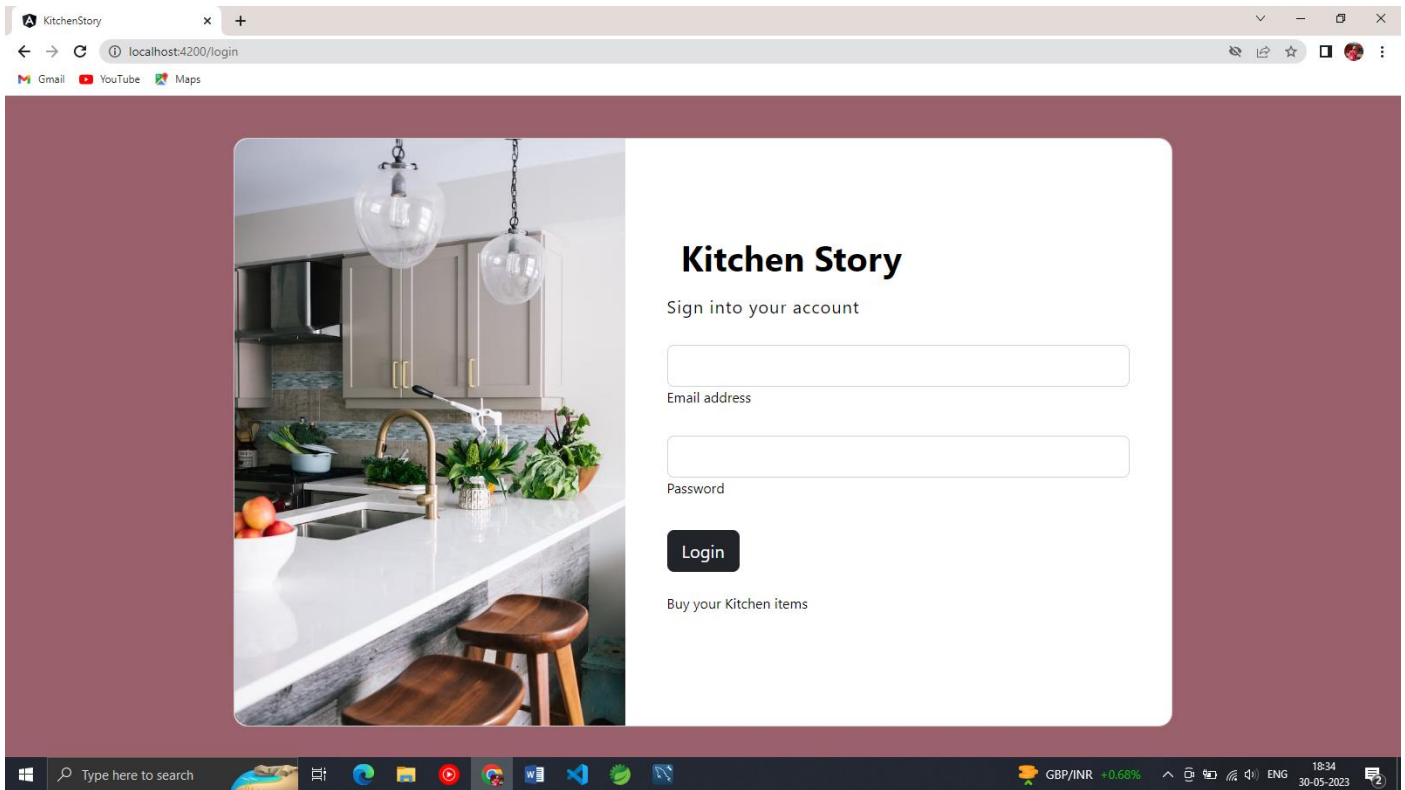 KitchenStory
localhost:4200/login
Gmail YouTube Maps
Kitchen Story
Sign into your account
Email address
Password
Login
Buy your Kitchen items
Type here to search
GBP/INR +0.68%
ENG
18:34
30-05-2023
2